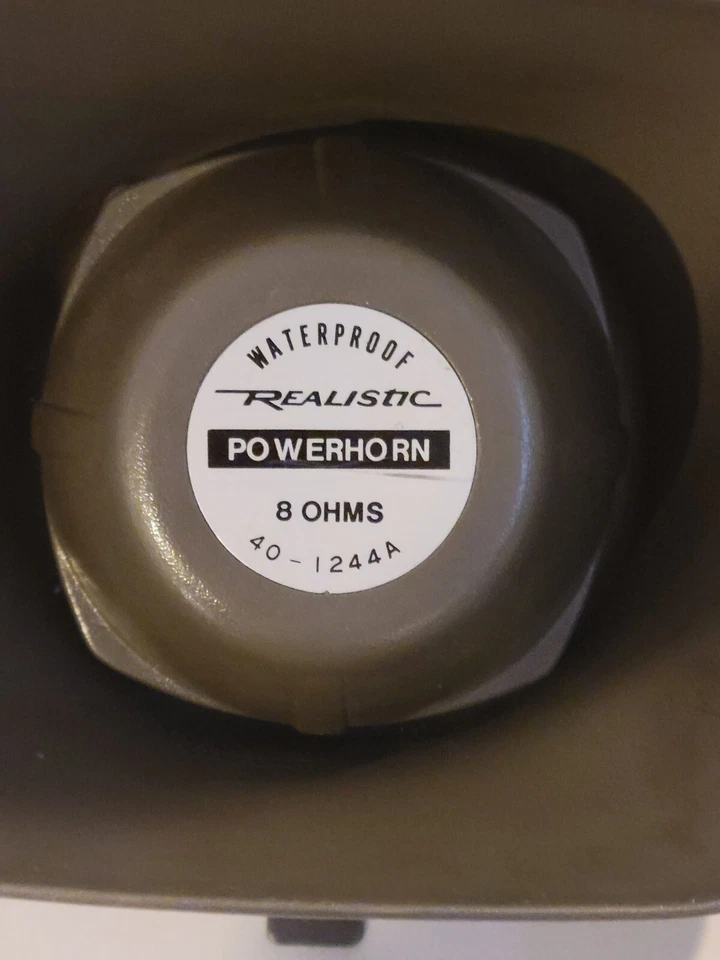 WATERPROOF
REALISTIC
POWERHORN
8 OHMS
40-1244A